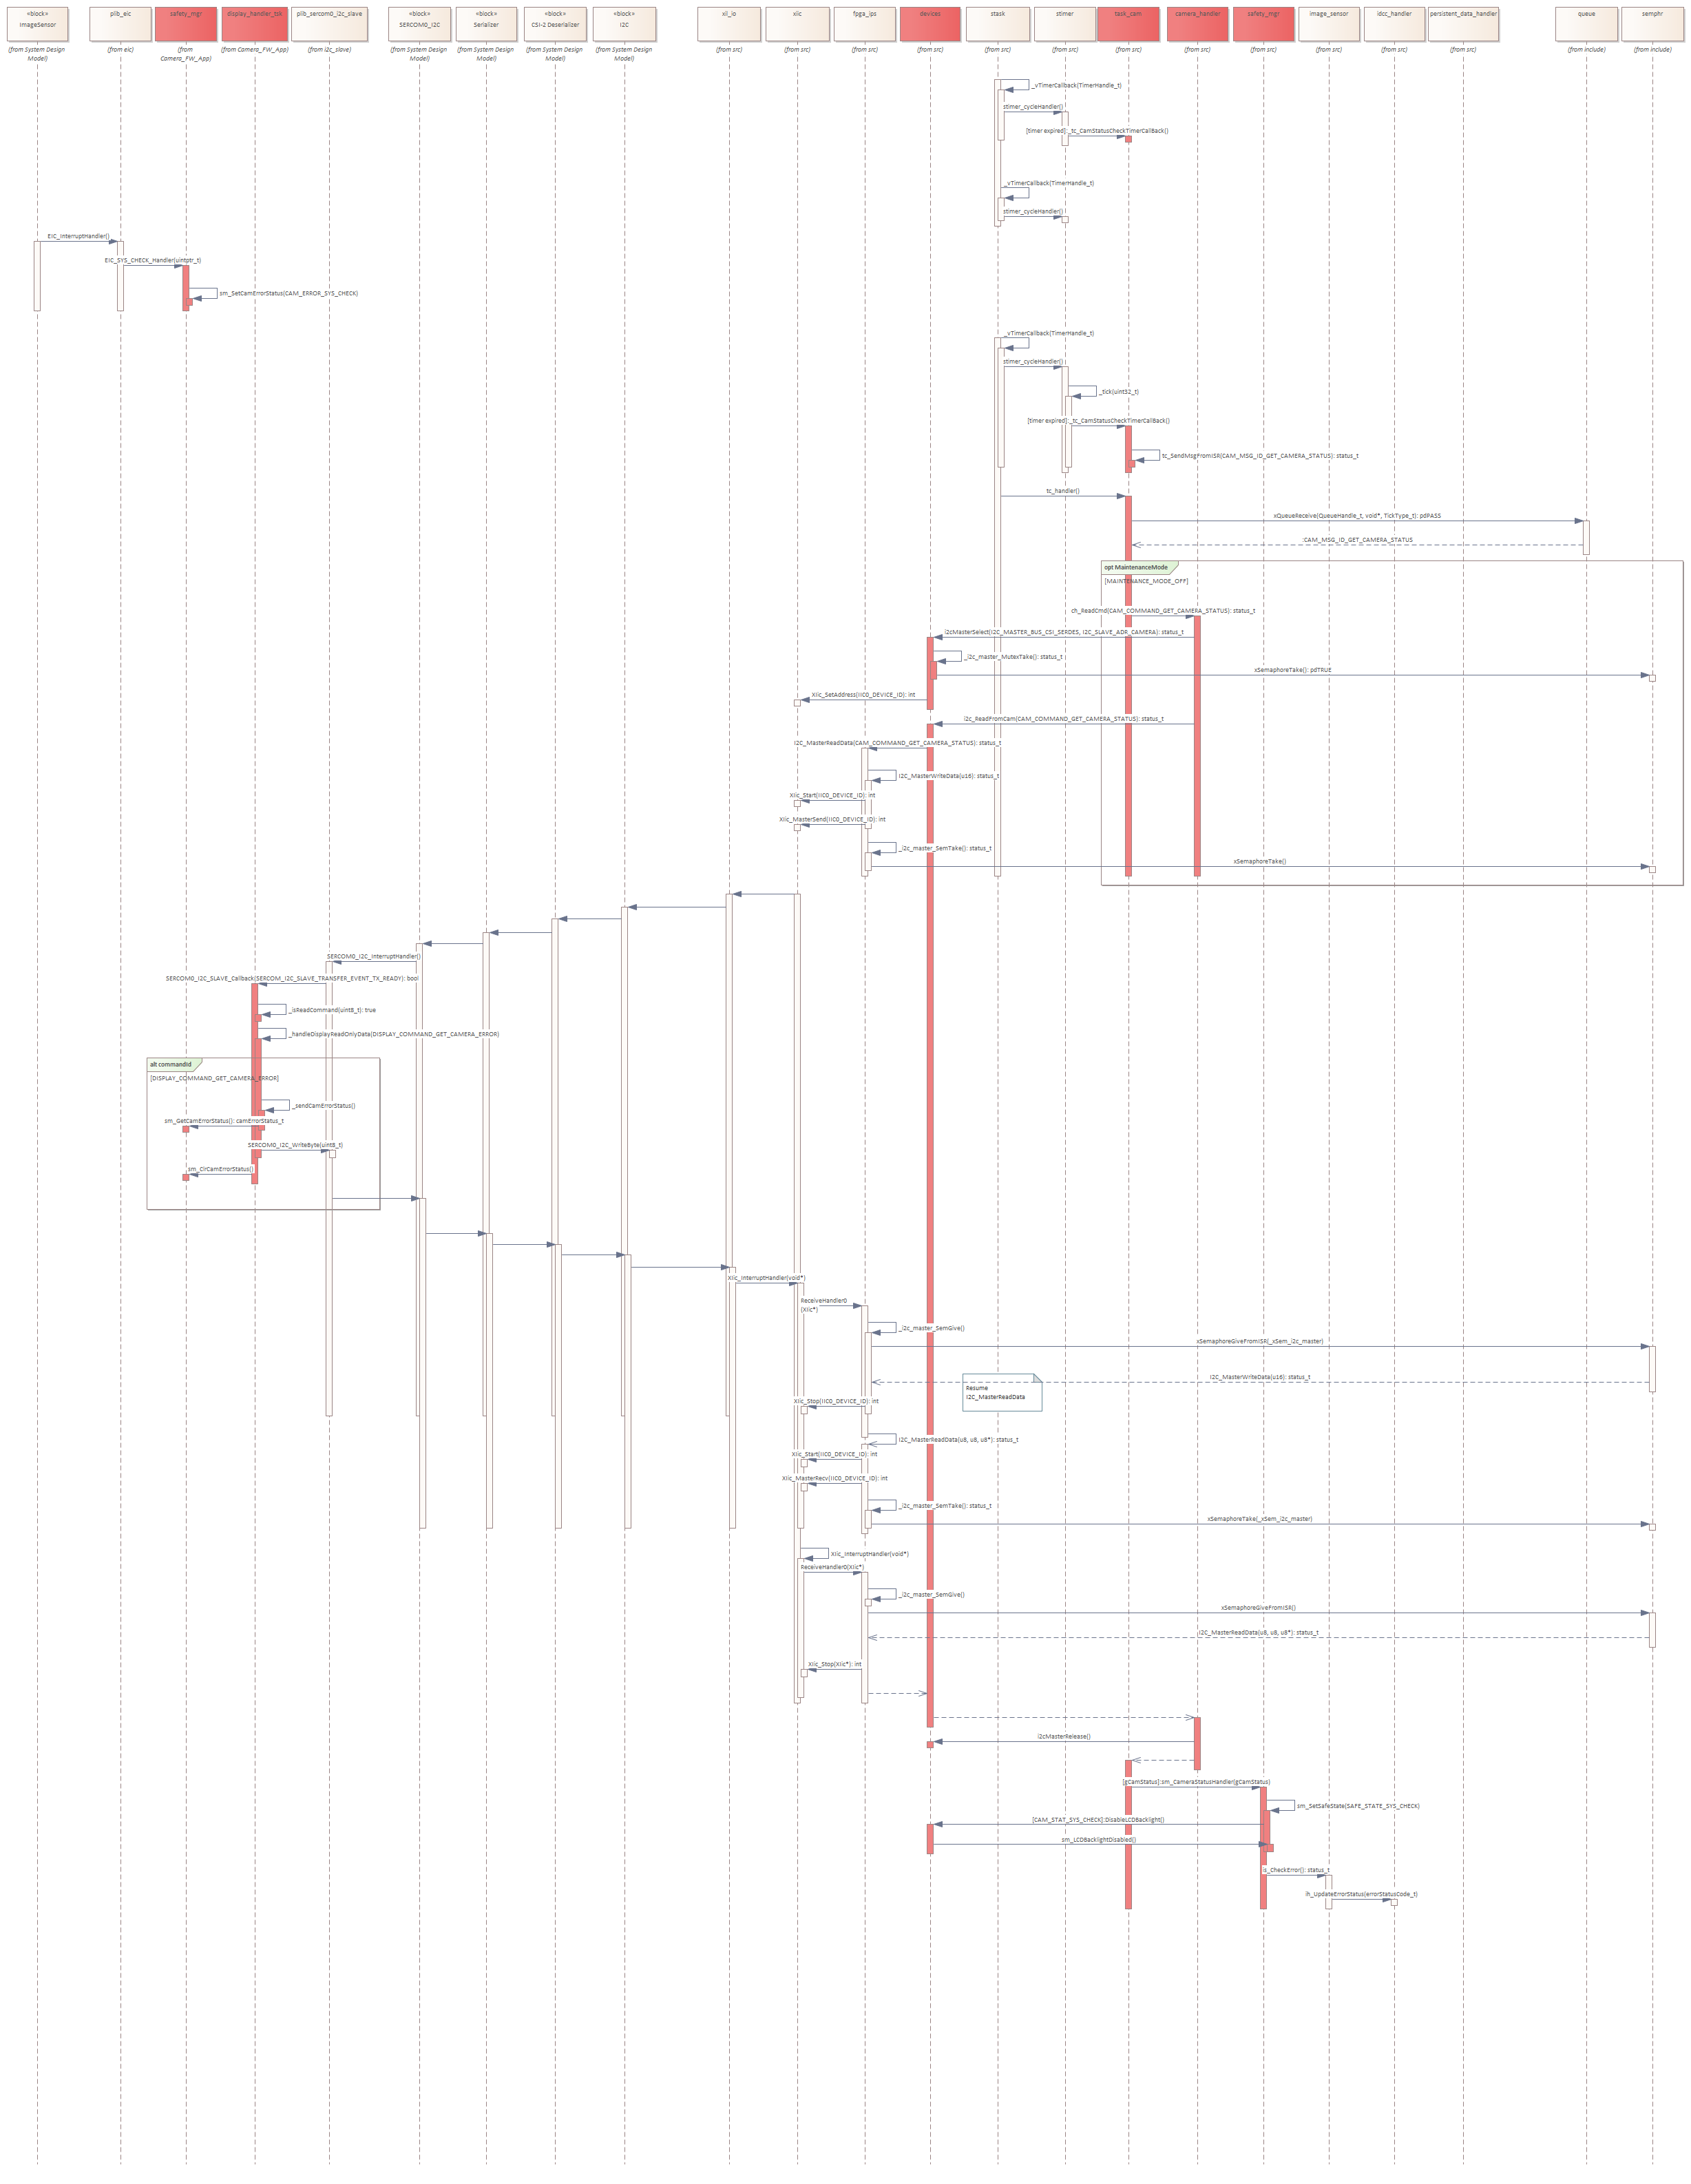 «block»
ImageSensor
(from System Design
Model)
plib_eic
(from eic)
safety_mgr
(from
Camera_FW_App)
display_handler_tsk
(from Camera_FW_App)
plib_sercom0_i2c_slave
(from i2c_slave)
«block»
SERCOM0_I2C
(from System Design
Model)
«block»
Serializer
(from System Design
Model)
«block»
CSI-2 Deserializer
(from System Design
Model)
«block»
I2C
(from System Design
Model)
xil_io
(from src)
xiic
(from src)
fpga_ips
(from src)
devices
(from src)
stask
(from src)
stimer
(from src)
task_cam
(from src)
camera_handler
(from src)
safety_mgr
(from src)
image_sensor
(from src)
idcc_handler
(from src)
persistent_data_handler
(from src)
queue
(from include)
semphr
(from include)
_vTimerCallback(TimerHandle_t)
stimer_cycleHandler()
[timer expired]:_tc_CamStatusCheckTimerCallBack()
_vTimerCallback(TimerHandle_t)
stimer_cycleHandler()
EIC_InterruptHandler()
EIC_SYS_CHECK_Handler(uintptr_t)
sm_SetCamErrorStatus(CAM_ERROR_SYS_CHECK)
_vTimerCallback(TimerHandle_t)
stimer_cycleHandler()
_tick(uint32_t)
[timer expired]:_tc_CamStatusCheckTimerCallBack()
tc_SendMsgFromISR(CAM_MSG_ID_GET_CAMERA_STATUS): status_t
tc_handler()
xQueueReceive(QueueHandle_t, void*, TickType_t): pdPASS
:CAM_MSG_ID_GET_CAMERA_STATUS
opt MaintenanceMode
[MAINTENANCE_MODE_OFF]
ch_ReadCmd(CAM_COMMAND_GET_CAMERA_STATUS): status_t
i2cMasterSelect(I2C_MASTER_BUS_CSI_SERDES, I2C_SLAVE_ADR_CAMERA): status_t
_i2c_master_MutexTake(): status_t
xSemaphoreTake(): pdTRUE
XIic_SetAddress(IIC0_DEVICE_ID): int
i2c_ReadFromCam(CAM_COMMAND_GET_CAMERA_STATUS): status_t
I2C_MasterReadData(CAM_COMMAND_GET_CAMERA_STATUS): status_t
I2C_MasterWriteData(u16): status_t
XIic_Start(IIC0_DEVICE_ID): int
XIic_MasterSend(IIC0_DEVICE_ID): int
_i2c_master_SemTake(): status_t
xSemaphoreTake()
SERCOM0_I2C_InterruptHandler()
SERCOM0_I2C_SLAVE_Callback(SERCOM_I2C_SLAVE_TRANSFER_EVENT_TX_READY): bool
_isReadCommand(uint8_t): true
_handleDisplayReadOnlyData(DISPLAY_COMMAND_GET_CAMERA_ERROR)
alt commandid
[DISPLAY_COMMAND_GET_CAMERA_ERROR]
_sendCamErrorStatus()
sm_GetCamErrorStatus(): camErrorStatus_t
SERCOM0_I2C_WriteByte(uint8_t)
sm_ClrCamErrorStatus()
XIic_InterruptHandler(void*)
ReceiveHandler0
(XIic*)
_i2c_master_SemGive()
xSemaphoreGiveFromISR(_xSem_i2c_master)
I2C_MasterWriteData(u16): status_t
Resume
I2C_MasterReadData
XIic_Stop(IIC0_DEVICE_ID): int
I2C_MasterReadData(u8, u8, u8*): status_t
XIic_Start(IIC0_DEVICE_ID): int
XIic_MasterRecv(IIC0_DEVICE_ID): int
_i2c_master_SemTake(): status_t
xSemaphoreTake(_xSem_i2c_master)
XIic_InterruptHandler(void*)
ReceiveHandler0(XIic*)
_i2c_master_SemGive()
xSemaphoreGiveFromISR()
I2C_MasterReadData(u8, u8, u8*): status_t
XIic_Stop(XIic*): int
i2cMasterRelease()
[gCamStatus]:sm_CameraStatusHandler(gCamStatus)
sm_SetSafeState(SAFE_STATE_SYS_CHECK)
[CAM_STAT_SYS_CHECK]:DisableLCDBacklight()
sm_LCDBacklightDisabled()
is_CheckError(): status_t
ih_UpdateErrorStatus(errorStatusCode_t)